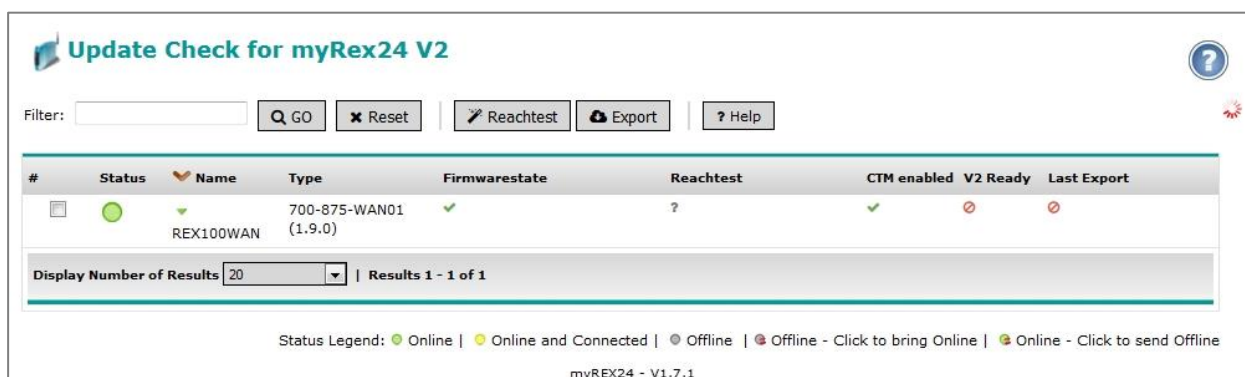 Update Check for myRex24 V2
Filter:
GO
Reset
Reachtest
Export
? Help
# Status Name Type Firmwarestate Reachtest CTM enabled V2 Ready Last Export
REX100WAN
700-875-WAN01
(1.9.0)
?
Display Number of Results 20 | Results 1 - 1 of 1
Status Legend: Online | Online and Connected | Offline | Offline - Click to bring Online | Online - Click to send Offline
myREX24 - V1.7.1